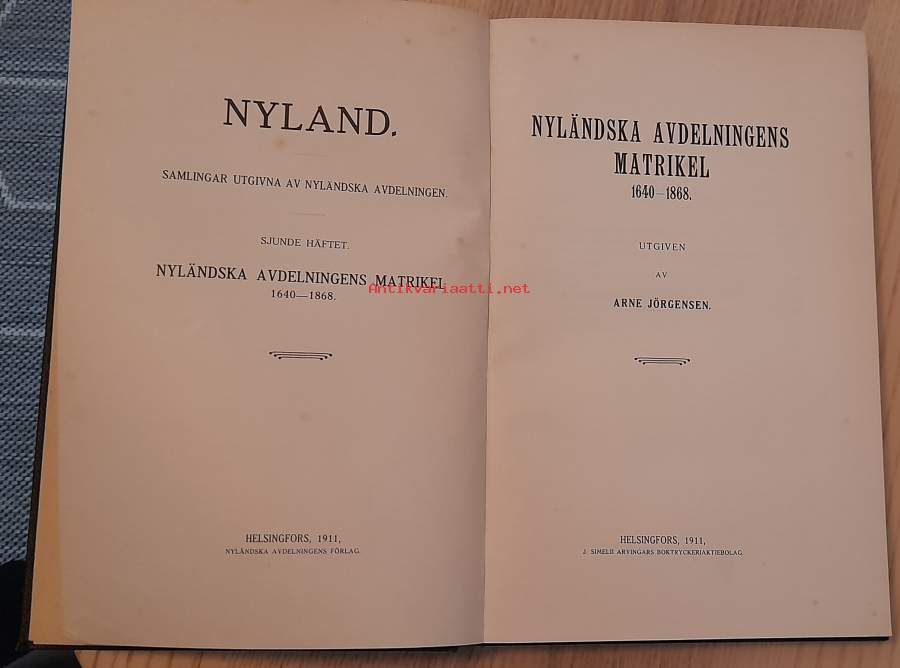 NYLAND.
SAMLINGAR UTGIVNA AV NYLÄNDSKA AVDELNINGEN.
SJUNDE HÄFTET.
NYLÄNDSKA AVDELNINGENS MATRIKEL
1640—1868.
HELSINGFORS, 1911,
NYLÄNDSKA AVDELNINGENS FÖRLAG.
Antikvariaatti.net
NYLÄNDSKA AVDELNINGENS
MATRIKEL
1640—1868.
UTGIVEN
AV
ARNE JÖRGENSEN.
HELSINGFORS, 1911,
J. SIMELII ARVINGARS BOKTRYCKERIAKTIEBOLAG.